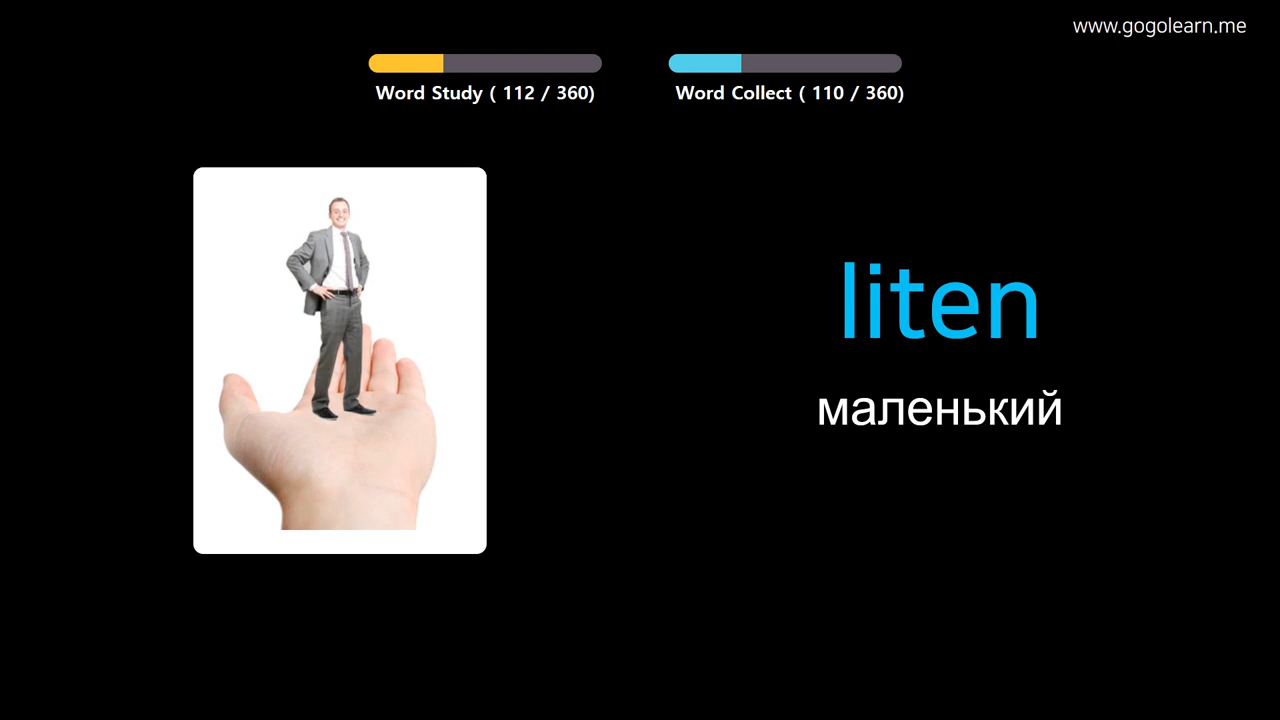 www.gogolearn.me
Word Study ( 112 / 360)
Word Collect ( 110 / 360)
liten
маленький